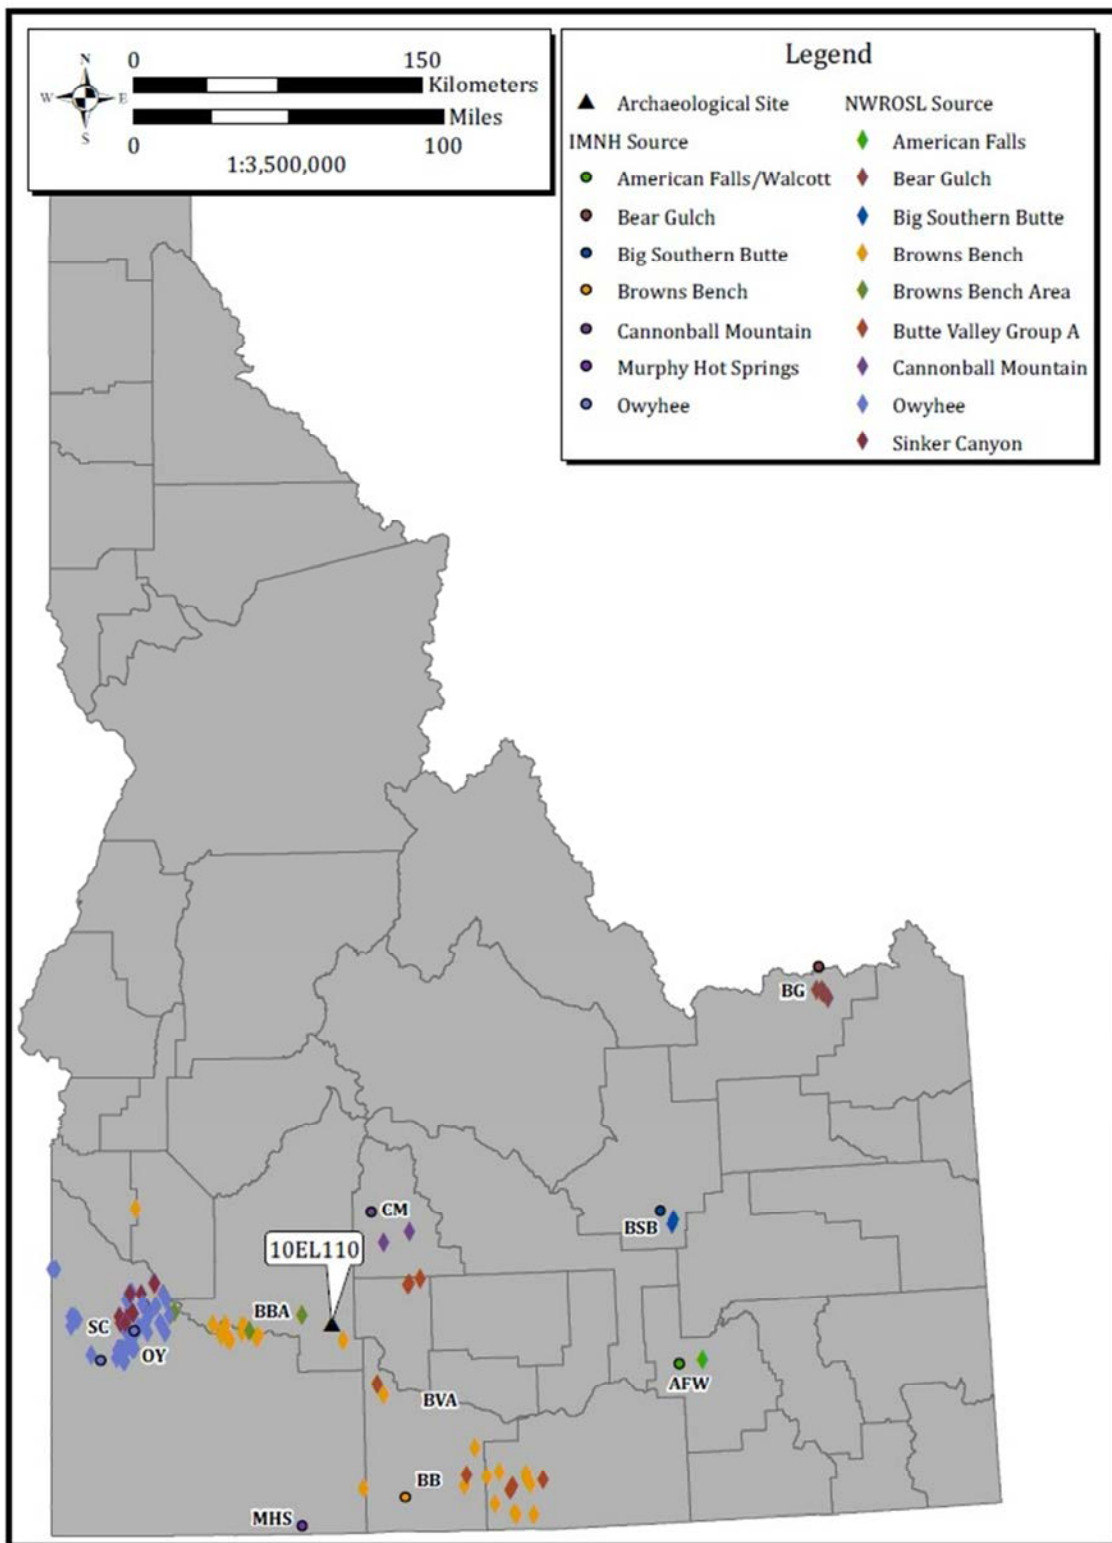 N
W E
S
0 150
Kilometers
Miles
0 100
1:3,500,000
Legend
Archaeological Site
IMNH Source
American Falls/Walcott
Bear Gulch
Big Southern Butte
Browns Bench
Cannonball Mountain
Murphy Hot Springs
Owyhee
NWROSL Source
American Falls
Bear Gulch
Big Southern Butte
Browns Bench
Browns Bench Area
Butte Valley Group A
Cannonball Mountain
Owyhee
Sinker Canyon
BG
CM
BSB
10EL110
BBA
SC
OY
AFW
BVA
BB
MHS